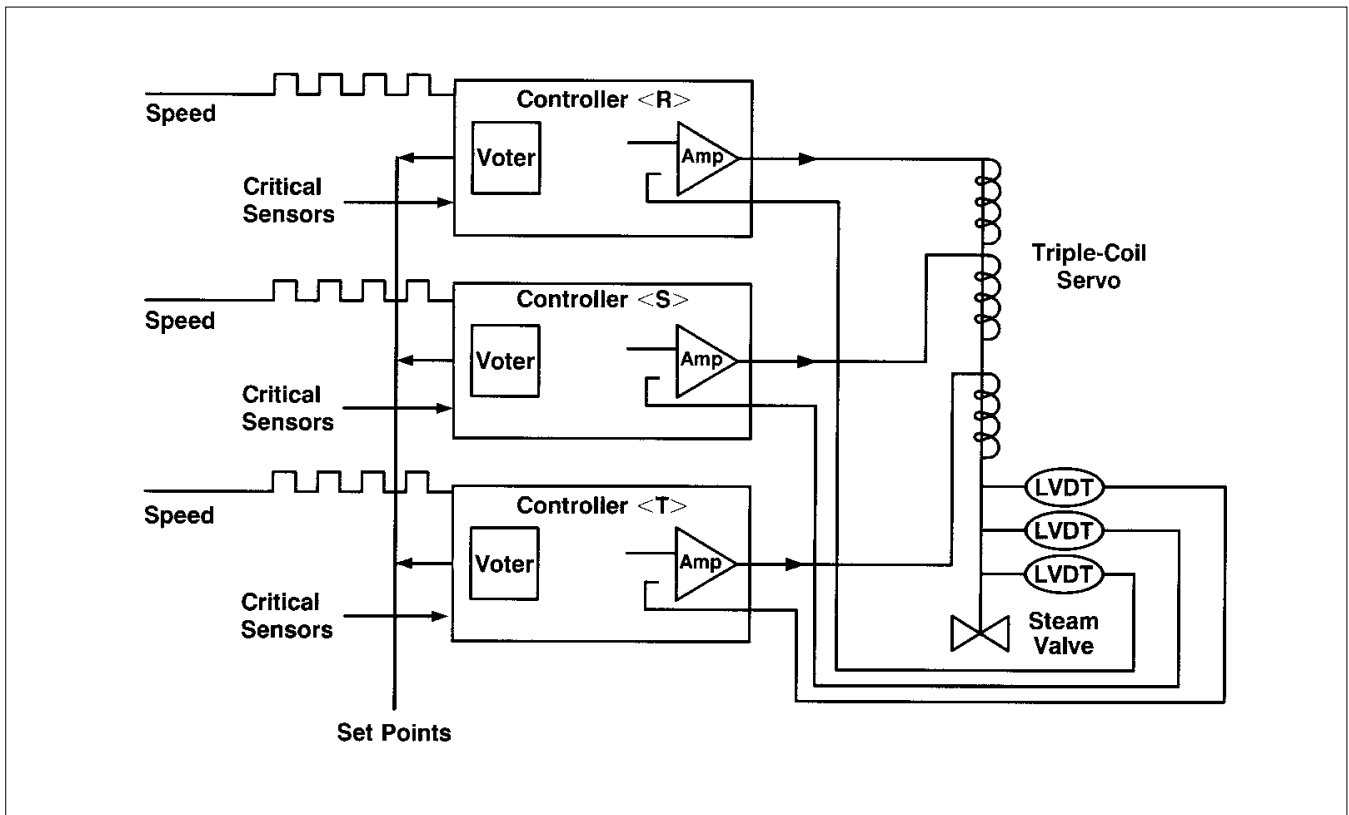 Speed
Controller <R>
Voter
Amp
Critical
Sensors
Triple-Coil
Servo
Speed
Controller <S>
Voter
Amp
Critical
Sensors
Speed
Controller <T>
Voter
Amp
Critical
Sensors
LVDT
LVDT
LVDT
Steam
Valve
Set Points